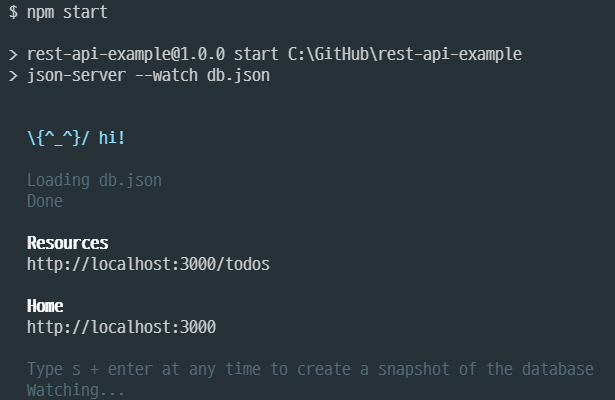 $ npm start
> rest-api-example@1.0.0 start C:\GitHub\rest-api-example
> json-server --watch db.json
\{^_^}/ hi!
Loading db.json
Done
Resources
http://localhost:3000/todos
Home
http://localhost:3000
Type s + enter at any time to create a snapshot of the database
Watching...